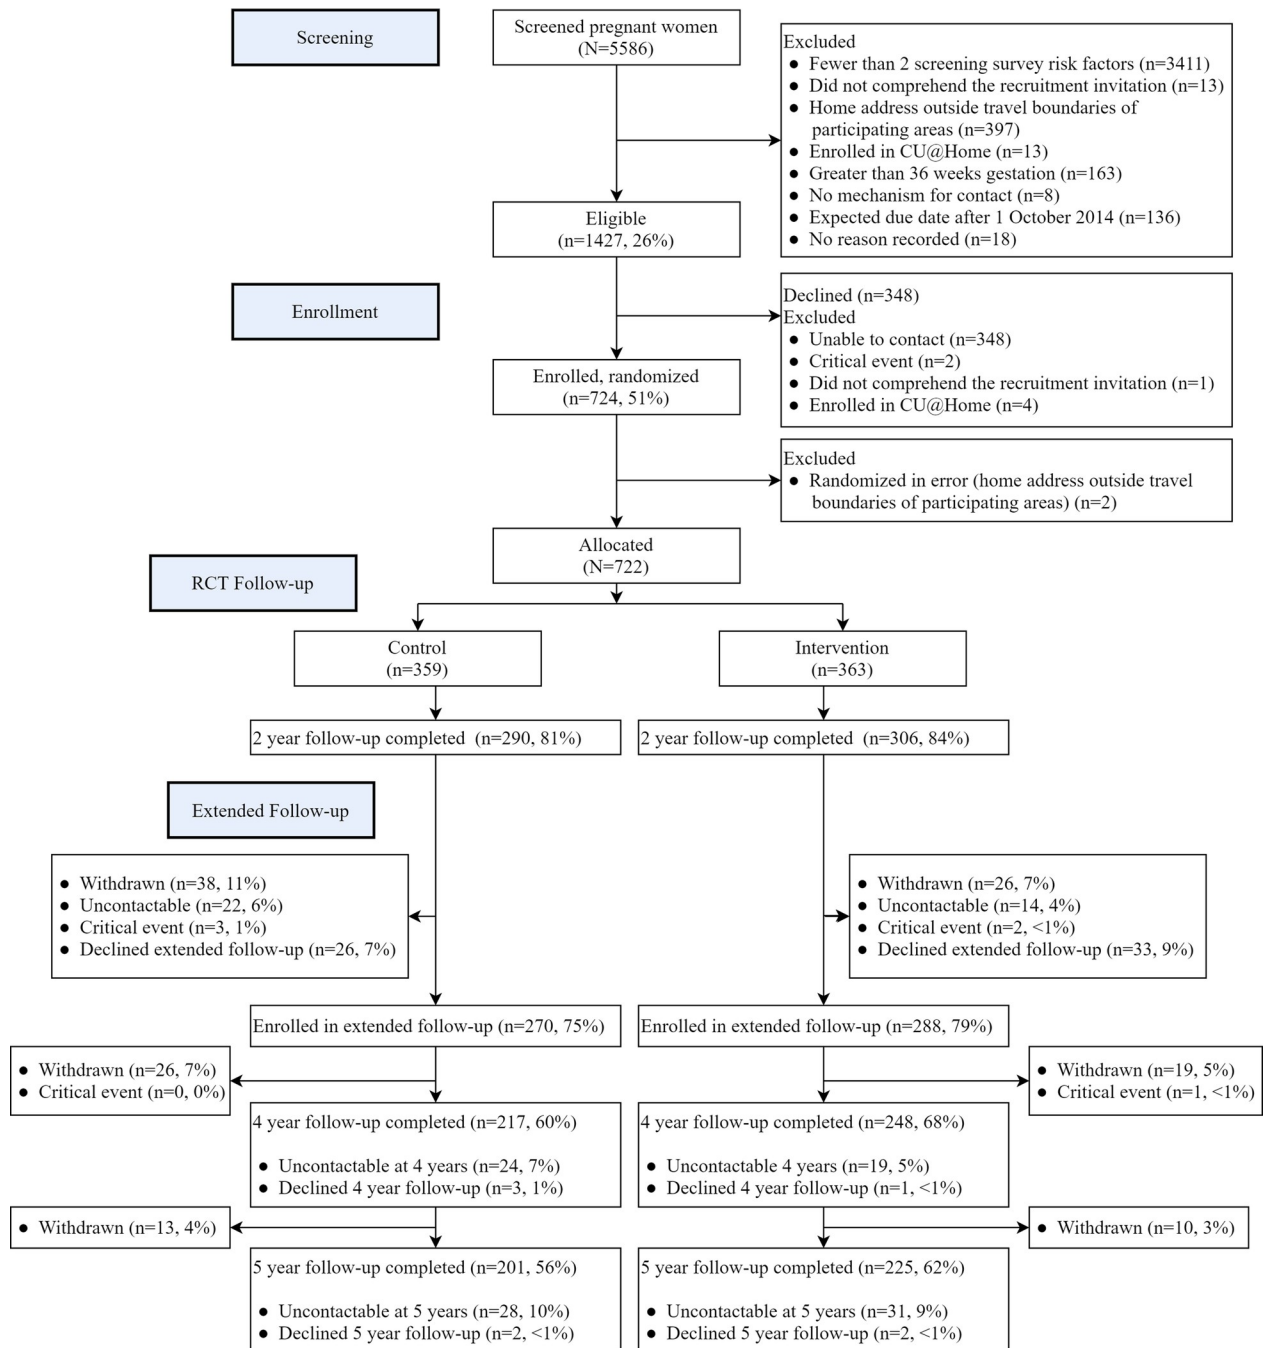 Screening
Screened pregnant women
(N=5586)
Excluded
● Fewer than 2 screening survey risk factors (n=3411)
● Did not comprehend the recruitment invitation (n=13)
● Home address outside travel boundaries of
participating areas (n=397)
● Enrolled in CU@Home (n=13)
● Greater than 36 weeks gestation (n=163)
● No mechanism for contact (n=8)
● Expected due date after 1 October 2014 (n=136)
● No reason recorded (n=18)
Eligible
(n=1427, 26%)
Enrollment
Declined (n=348)
Excluded
● Unable to contact (n=348)
● Critical event (n=2)
● Did not comprehend the recruitment invitation (n=1)
● Enrolled in CU@Home (n=4)
Enrolled, randomized
(n=724, 51%)
Excluded
● Randomized in error (home address outside travel
boundaries of participating areas) (n=2)
Allocated
(N=722)
RCT Follow-up
Control
(n=359)
Intervention
(n=363)
2 year follow-up completed (n=290, 81%)
2 year follow-up completed (n=306, 84%)
Extended Follow-up
● Withdrawn (n=38, 11%)
● Uncontactable (n=22, 6%)
● Critical event (n=3, 1%)
● Declined extended follow-up (n=26, 7%)
● Withdrawn (n=26, 7%)
● Uncontactable (n=14, 4%)
● Critical event (n=2, <1%)
● Declined extended follow-up (n=33, 9%)
Enrolled in extended follow-up (n=270, 75%)
Enrolled in extended follow-up (n=288, 79%)
● Withdrawn (n=26, 7%)
● Critical event (n=0, 0%)
● Withdrawn (n=19, 5%)
● Critical event (n=1, <1%)
4 year follow-up completed (n=217, 60%)
● Uncontactable at 4 years (n=24, 7%)
● Declined 4 year follow-up (n=3, 1%)
4 year follow-up completed (n=248, 68%)
● Uncontactable 4 years (n=19, 5%)
● Declined 4 year follow-up (n=1, <1%)
● Withdrawn (n=13, 4%)
● Withdrawn (n=10, 3%)
5 year follow-up completed (n=201, 56%)
● Uncontactable at 5 years (n=28, 10%)
● Declined 5 year follow-up (n=2, <1%)
5 year follow-up completed (n=225, 62%)
● Uncontactable at 5 years (n=31, 9%)
● Declined 5 year follow-up (n=2, <1%)